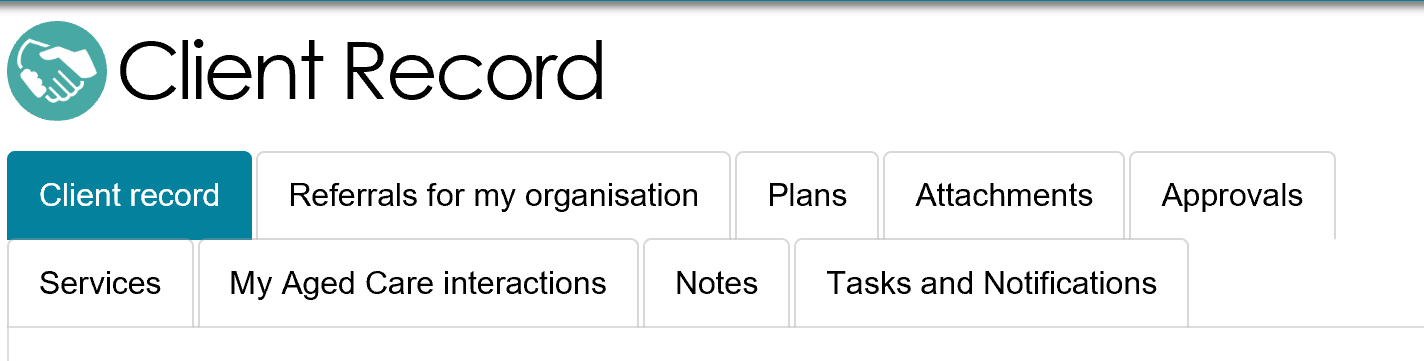 Client Record
Client record Referrals for my organisation Plans Attachments Approvals
Services My Aged Care interactions Notes Tasks and Notifications